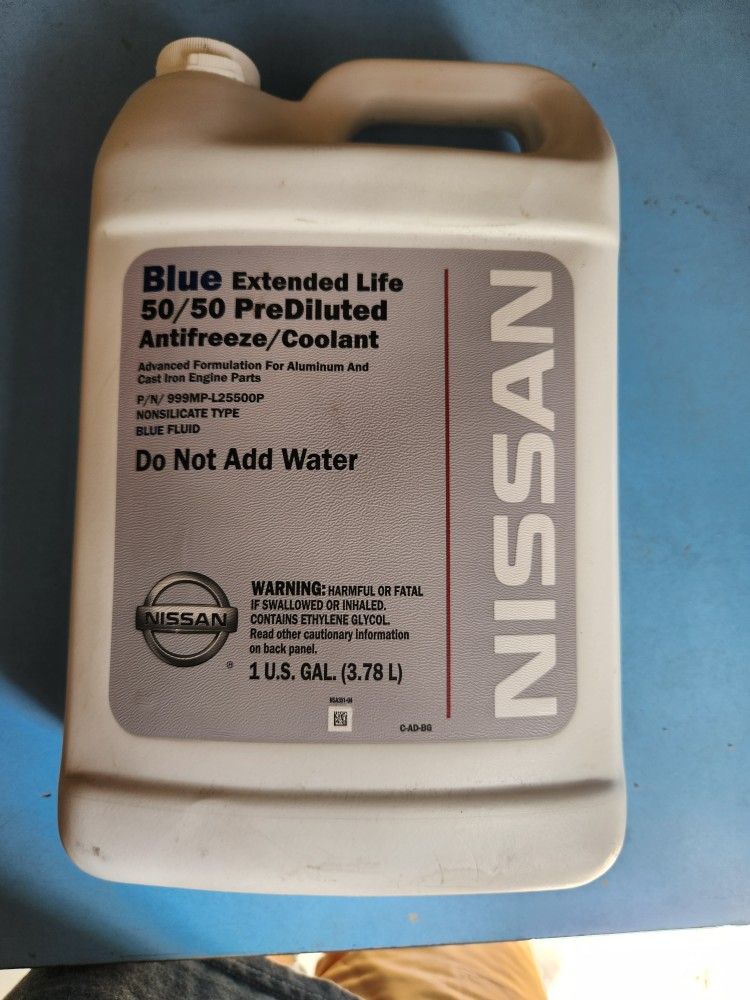 Blue Extended Life
50/50 PreDiluted
Antifreeze/Coolant
Advanced Formulation For Aluminum And
Cast Iron Engine Parts
P/N/ 999MP-L25500P
NONSILICATE TYPE
BLUE FLUID
Do Not Add Water
NISSAN
NISSAN
®
WARNING: HARMFUL OR FATAL
IF SWALLOWED OR INHALED.
CONTAINS ETHYLENE GLYCOL.
Read other cautionary information
on back panel.
1 U.S. GAL. (3.78 L)
C-AD-BG